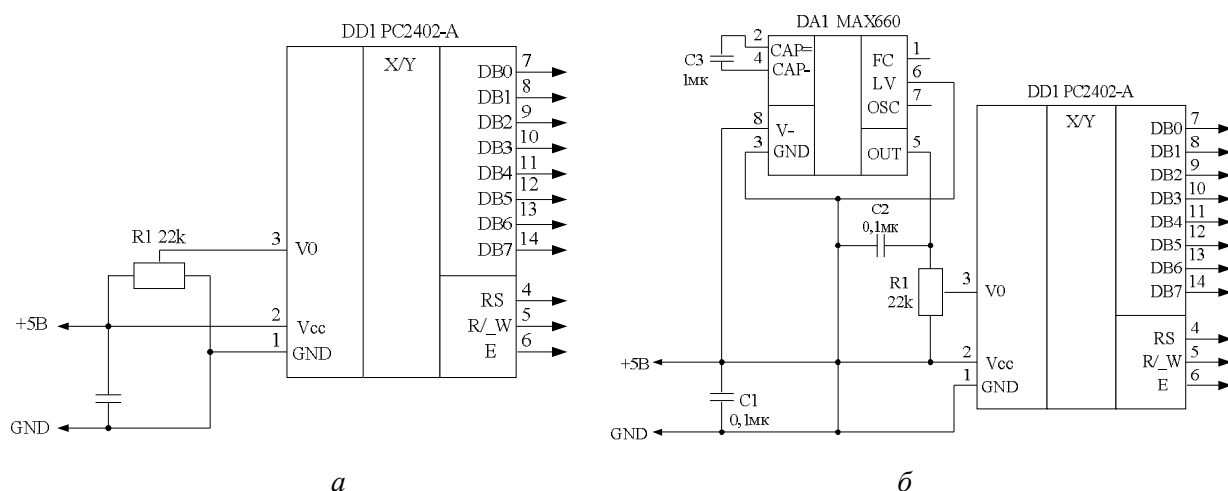 DD1 PC2402-A
X/Y
DB0 7
DB1 8
DB2 9
DB3 10
DB4 11
DB5 12
DB6 13
DB7 14
R1 22k
3 V0
RS 4
R/_W 5
E 6
+5В
2 Vcc
1 GND
GND
а
DA1 MAX660
2 CAP=
4 CAP-
C3
1мк
FC 1
LV 6
OSC 7
8 V-
3 GND
OUT 5
C2
0,1мк
DD1 PC2402-A
X/Y
DB0 7
DB1 8
DB2 9
DB3 10
DB4 11
DB5 12
DB6 13
DB7 14
R1
22k
3 V0
RS 4
R/_W 5
E 6
+5В
2 Vcc
1 GND
C1
0,1мк
GND
б